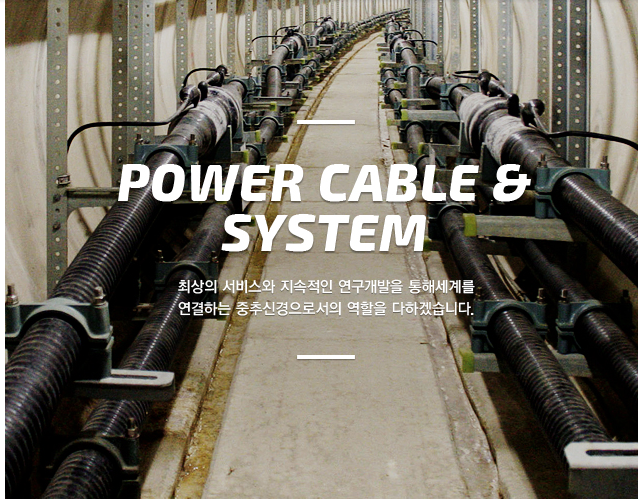 POWER CABLE &
SYSTEM
최상의 서비스와 지속적인 연구개발을 통해세계를
연결하는 중추신경으로서의 역할을 다하겠습니다.